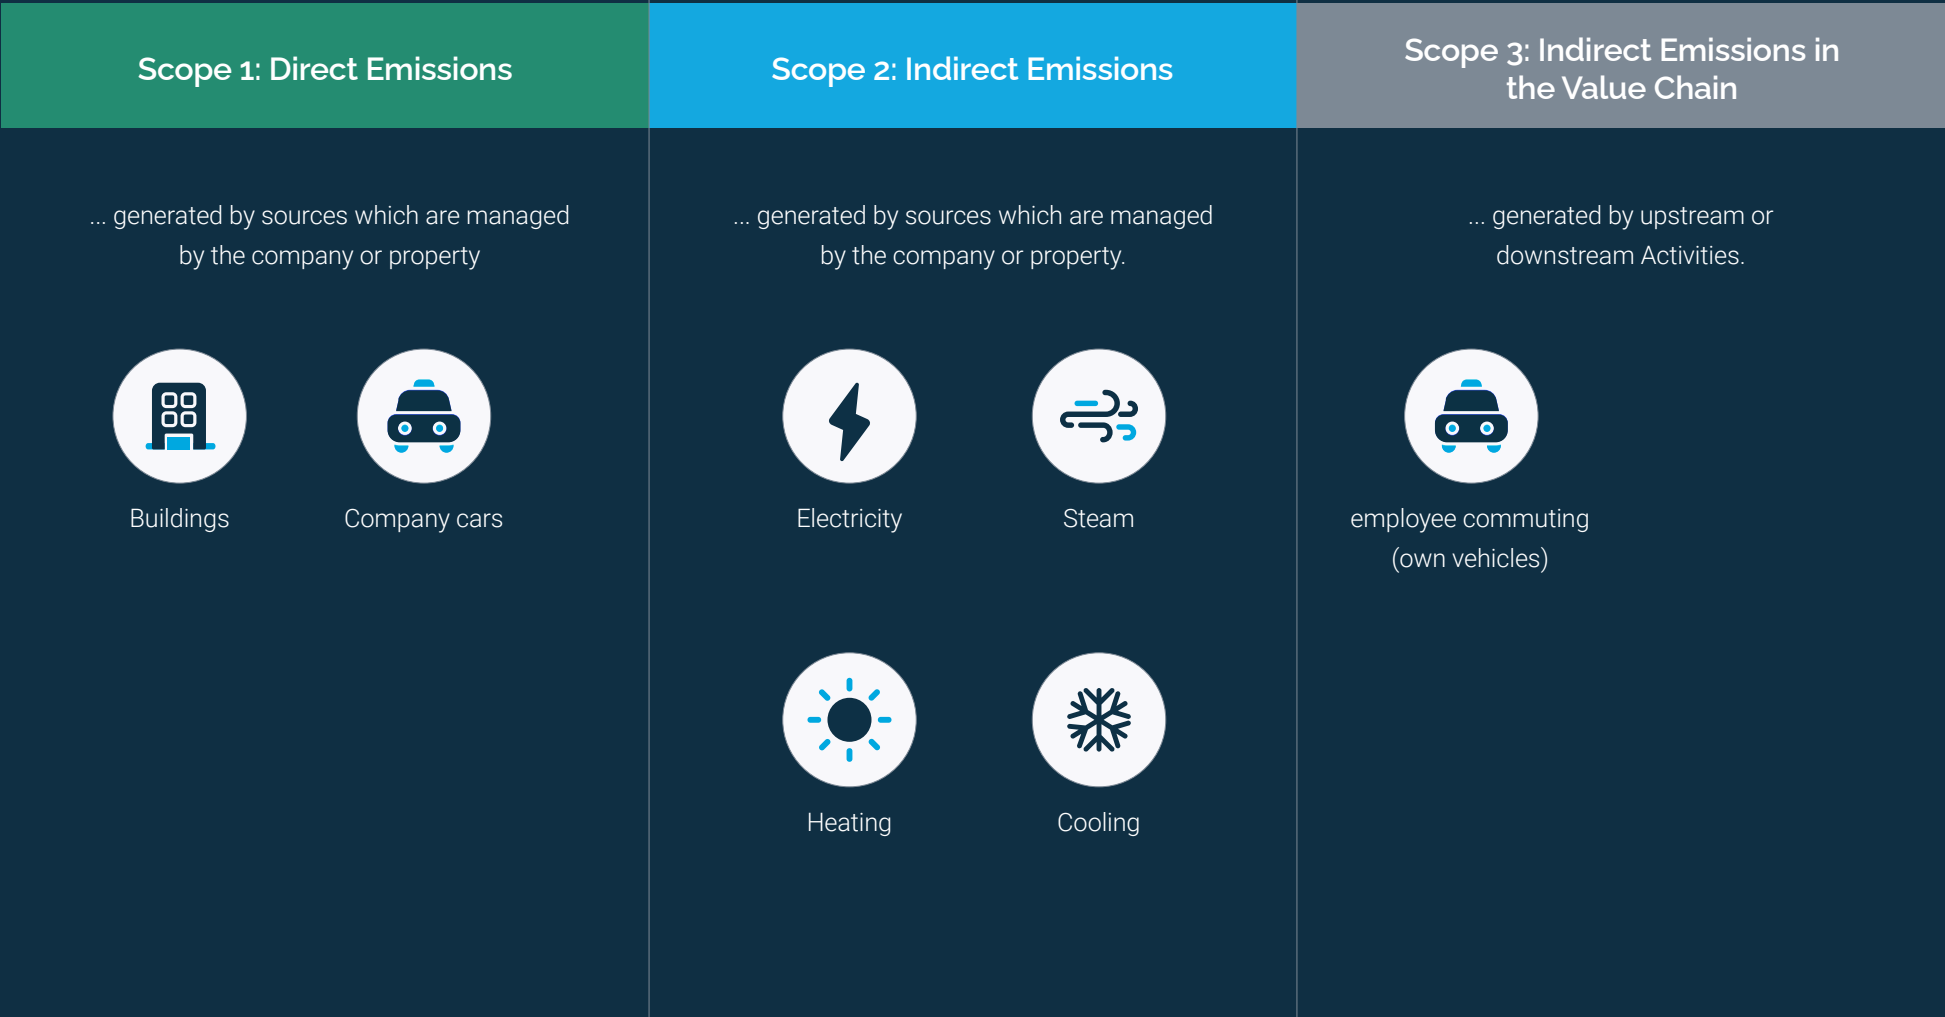 Scope 1: Direct Emissions
... generated by sources which are managed
by the company or property
Buildings
Company cars
Scope 2: Indirect Emissions
... generated by sources which are managed
by the company or property.
Electricity
Steam
Heating
Cooling
Scope 3: Indirect Emissions in
the Value Chain
... generated by upstream or
downstream Activities.
employee commuting
(own vehicles)